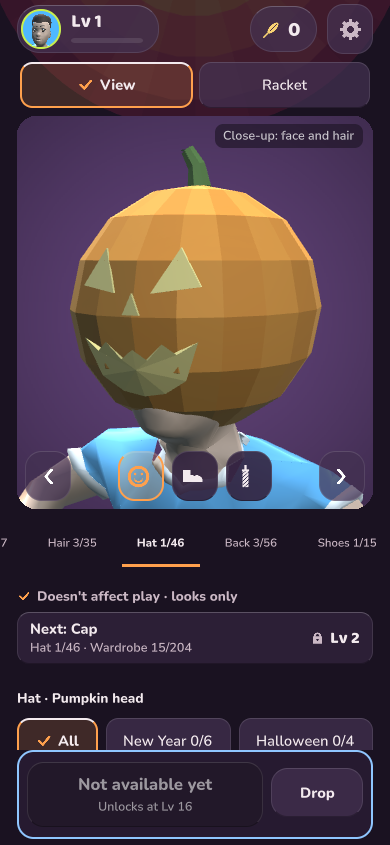 Lv 1
0
View
Racket
Close-up: face and hair
7
Hair 3/35
Hat 1/46
Back 3/56
Shoes 1/15
Doesn't affect play · looks only
Next: Cap
Hat 1/46 · Wardrobe 15/204
Lv 2
Hat · Pumpkin head
All
New Year 0/6
Halloween 0/4
Not available yet
Unlocks at Lv 16
Drop